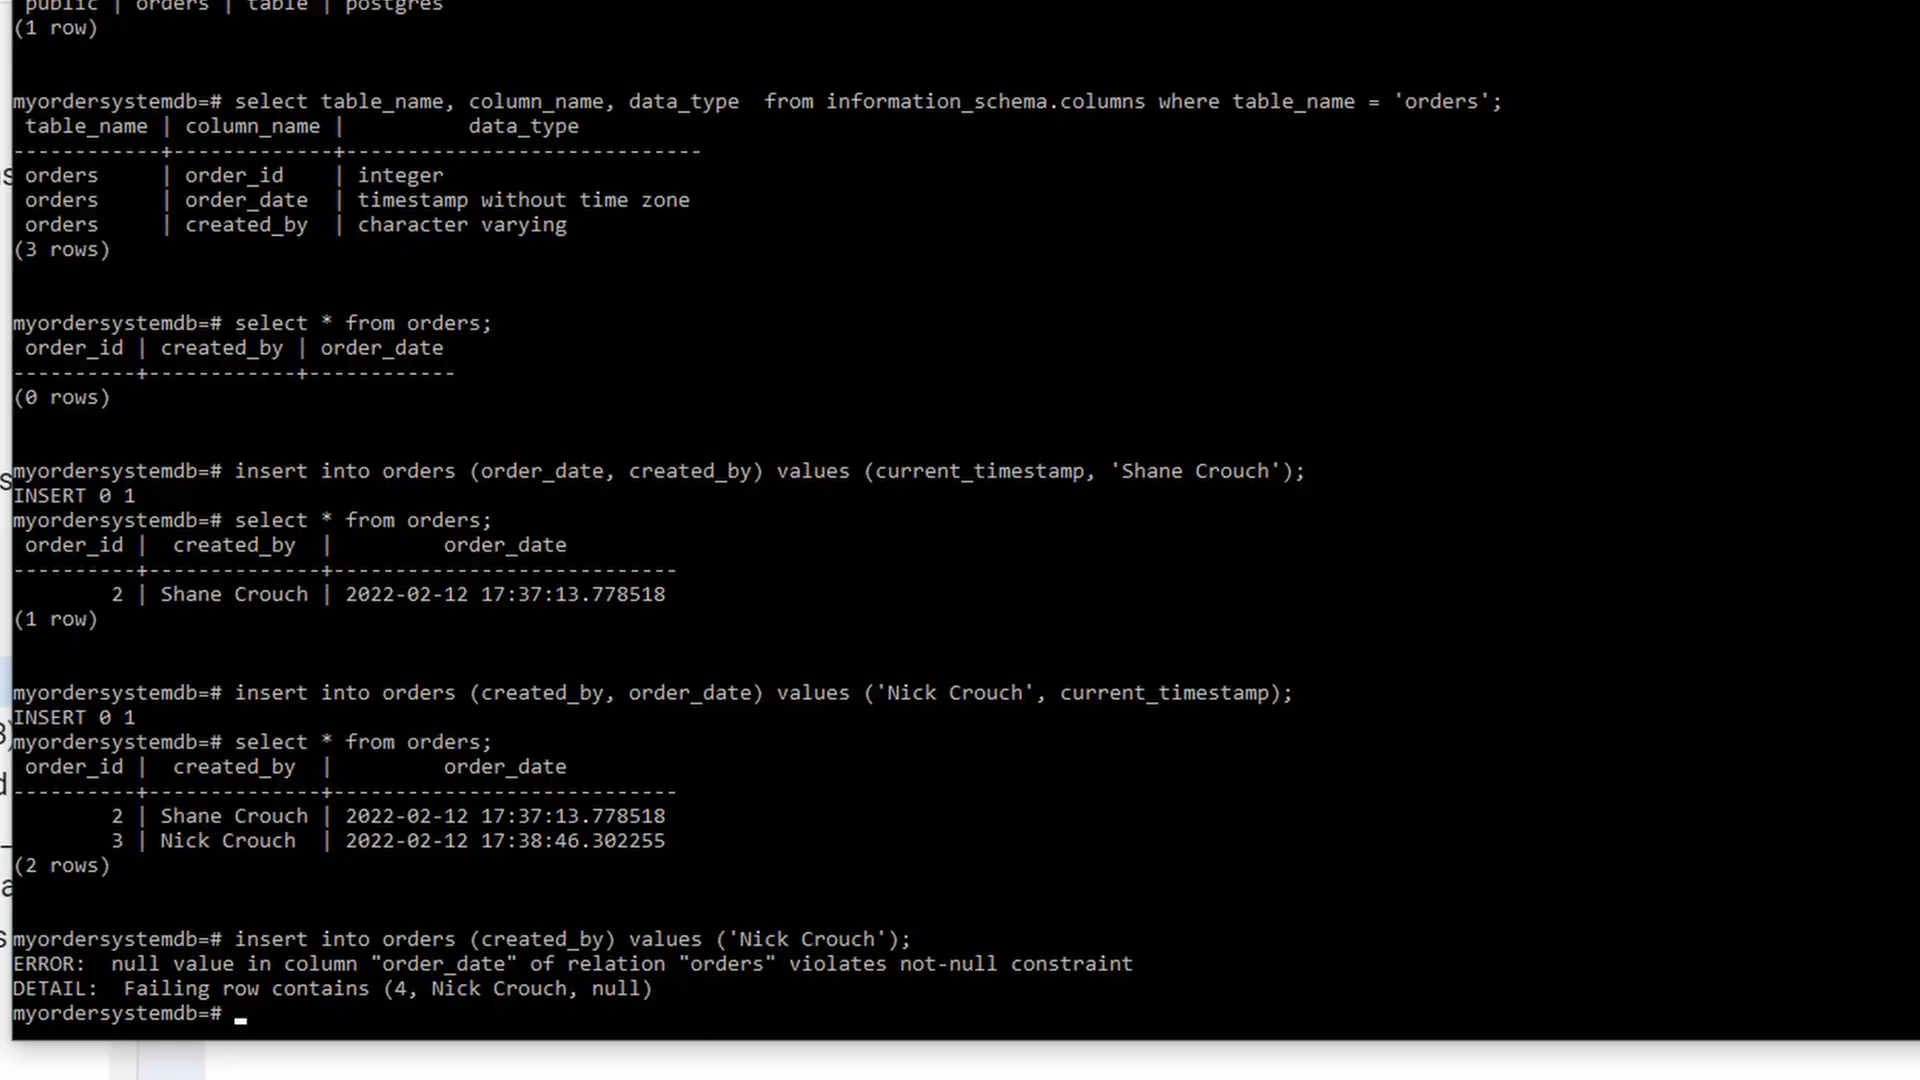 public | orders | table | postgres
(1 row)
myordersystemdb=# select table_name, column_name, data_type  from information_schema.columns where table_name = 'orders';
 table_name | column_name |          data_type
------------+-------------+-----------------------------
 orders     | order_id    | integer
 orders     | order_date  | timestamp without time zone
 orders     | created_by  | character varying
(3 rows)
myordersystemdb=# select * from orders;
 order_id | created_by | order_date
----------+------------+------------
(0 rows)
myordersystemdb=# insert into orders (order_date, created_by) values (current_timestamp, 'Shane Crouch');
INSERT 0 1
myordersystemdb=# select * from orders;
 order_id |  created_by  |         order_date
----------+--------------+----------------------------
        2 | Shane Crouch | 2022-02-12 17:37:13.778518
(1 row)
myordersystemdb=# insert into orders (created_by, order_date) values ('Nick Crouch', current_timestamp);
INSERT 0 1
myordersystemdb=# select * from orders;
 order_id |  created_by  |         order_date
----------+--------------+----------------------------
        2 | Shane Crouch | 2022-02-12 17:37:13.778518
        3 | Nick Crouch  | 2022-02-12 17:38:46.302255
(2 rows)
myordersystemdb=# insert into orders (created_by) values ('Nick Crouch');
ERROR:  null value in column "order_date" of relation "orders" violates not-null constraint
DETAIL:  Failing row contains (4, Nick Crouch, null)
myordersystemdb=#